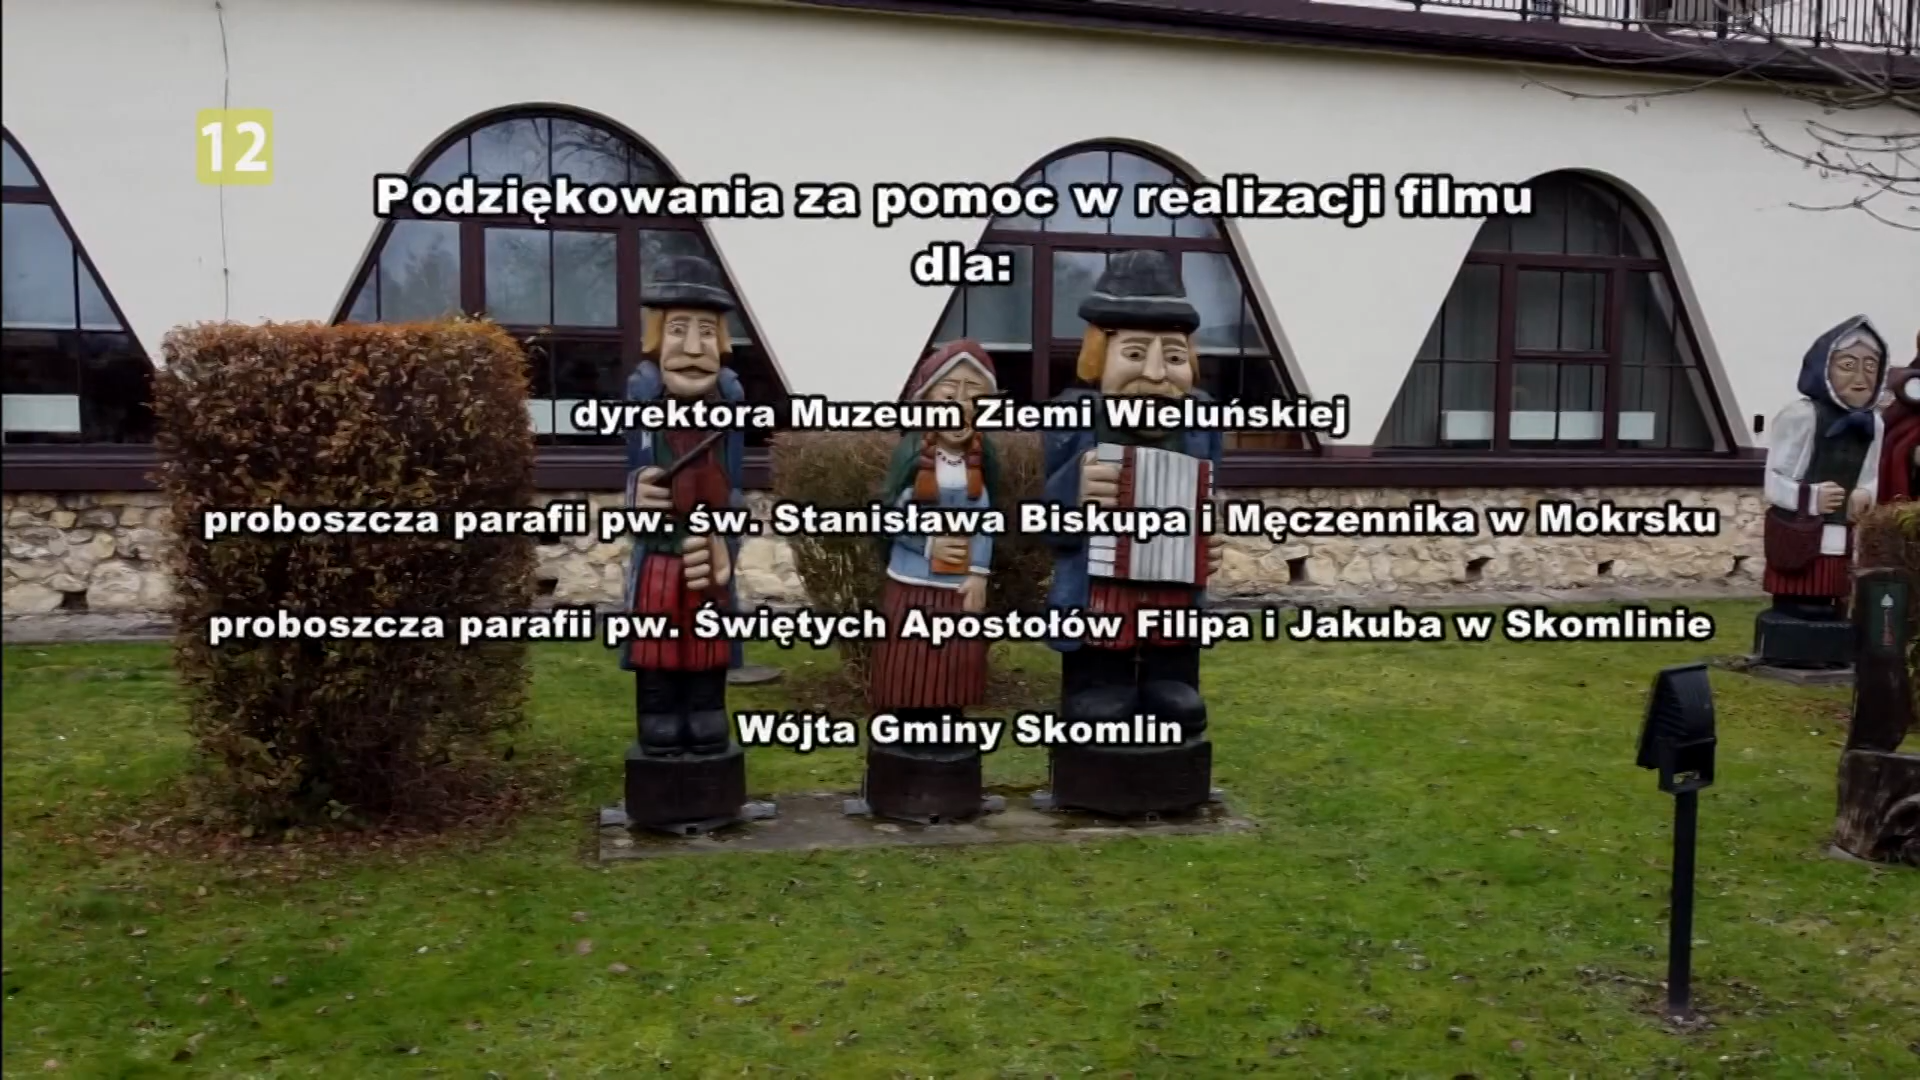 12
Podziękowania za pomoc w realizacji filmu
dla:
dyrektora Muzeum Ziemi Wieluńskiej
proboszcza parafii pw. św. Stanisława Biskupa i Męczennika w Mokrsku
proboszcza parafii pw. Świętych Apostołów Filipa i Jakuba w Skomlinie
Wójta Gminy Skomlin